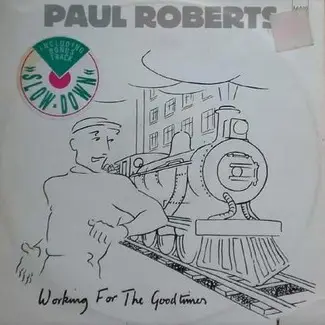 PAUL ROBERTS
INCLUDING
BONUS
TRACK
»SLOW-DOWN«
Working For The Goodtimes